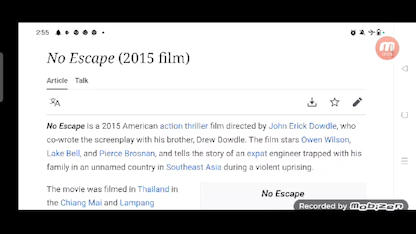 2:55
No Escape (2015 film)
Article Talk
No Escape is a 2015 American action thriller film directed by John Erick Dowdle, who
co-wrote the screenplay with his brother, Drew Dowdle. The film stars Owen Wilson,
Lake Bell, and Pierce Brosnan, and tells the story of an expat engineer trapped with his
family in an unnamed country in Southeast Asia during a violent uprising.
The movie was filmed in Thailand in
the Chiang Mai and Lampang
No Escape
Recorded by Mobizen